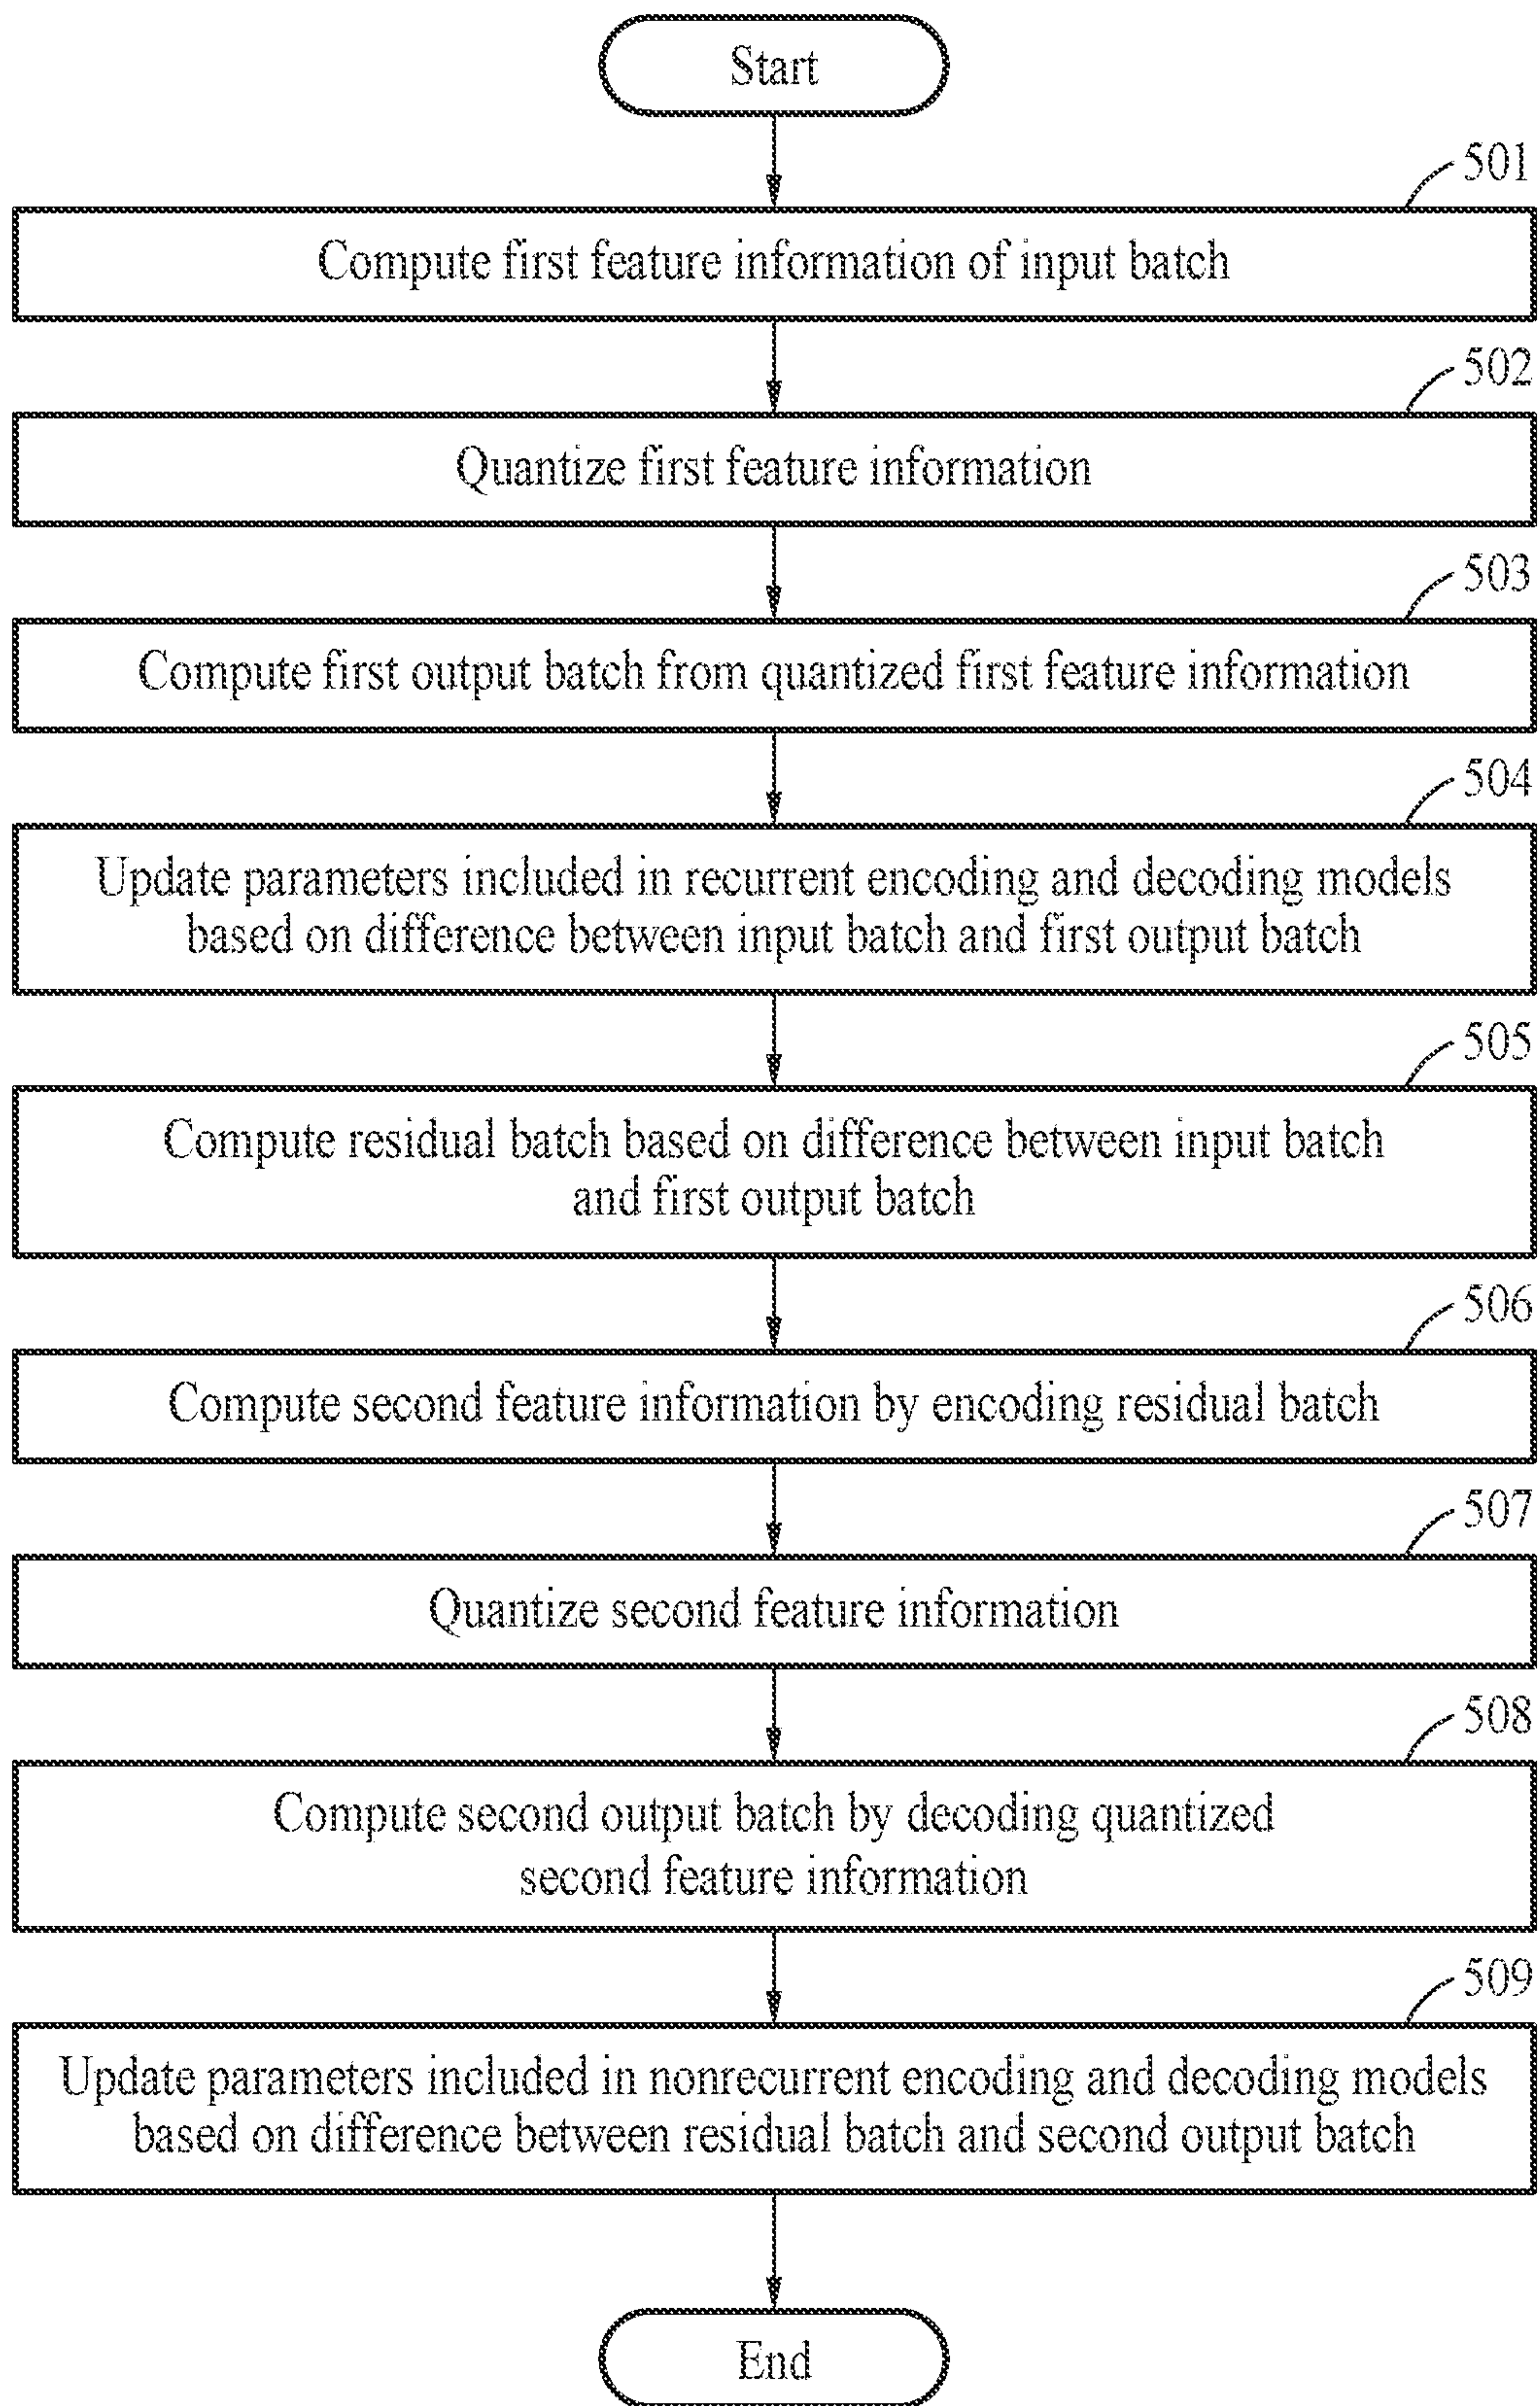 Start
501
Compute first feature information of input batch
502
Quantize first feature information
503
Compute first output batch from quantized first feature information
504
Update parameters included in recurrent encoding and decoding models
based on difference between input batch and first output batch
505
Compute residual batch based on difference between input batch
and first output batch
506
Compute second feature information by encoding residual batch
507
Quantize second feature information
508
Compute second output batch by decoding quantized
second feature information
509
Update parameters included in nonrecurrent encoding and decoding models
based on difference between residual batch and second output batch
End